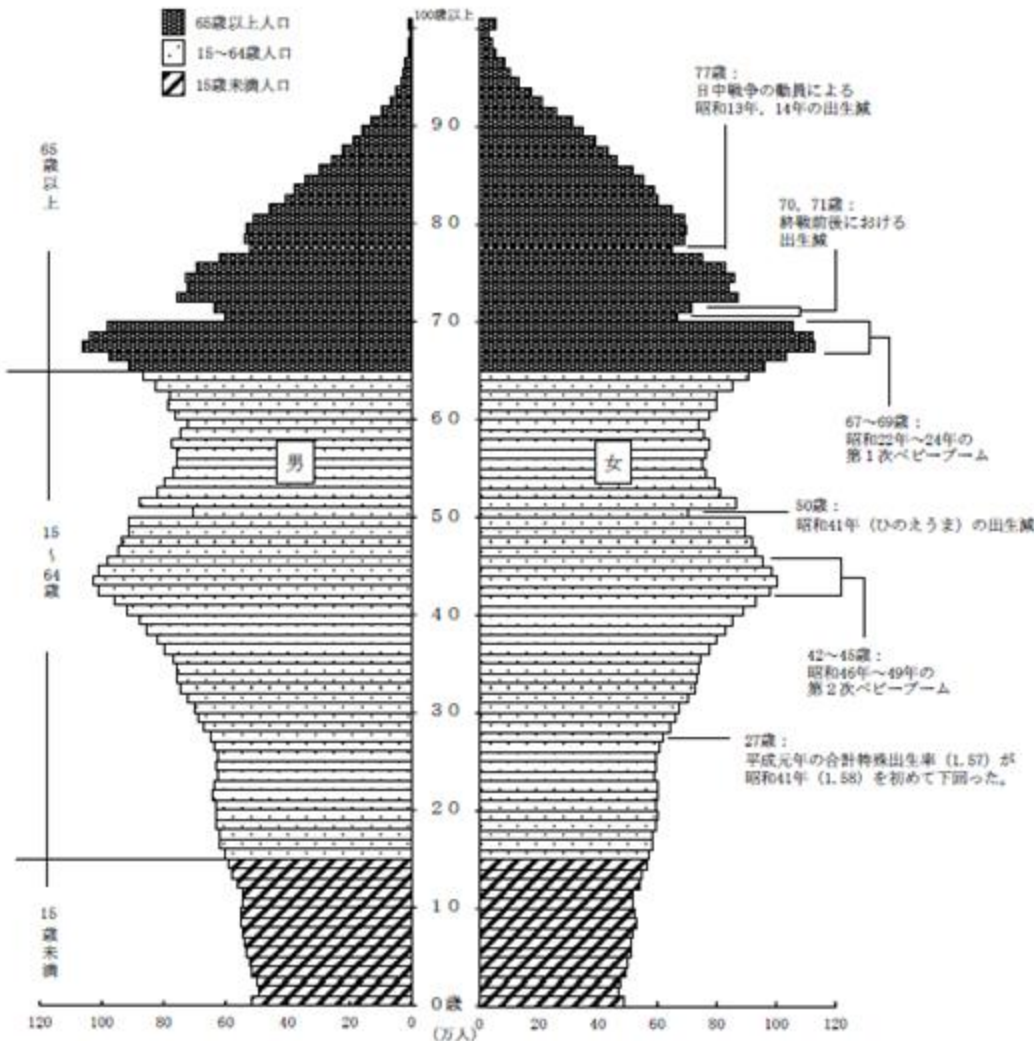 65歳以上人口
15~64歳人口
15歳未満人口
100歳以上
90
80
70
60
50
40
30
20
10
0歳
65歳以上
15~64歳
15歳未満
男
女
77歳:
日中戦争の動員による
昭和13年,14年の出生減
70,71歳:
終戦前後における
出生減
67~69歳:
昭和22年~24年の
第1次ベビーブーム
50歳:
昭和41年(ひのえうま)の出生減
42~45歳:
昭和46年~49年の
第2次ベビーブーム
27歳:
平成元年の合計特殊出生率(1.57)が
昭和41年(1.58)を初めて下回った。
120 100 80 60 40 20 0 (万人) 0 20 40 60 80 100 120